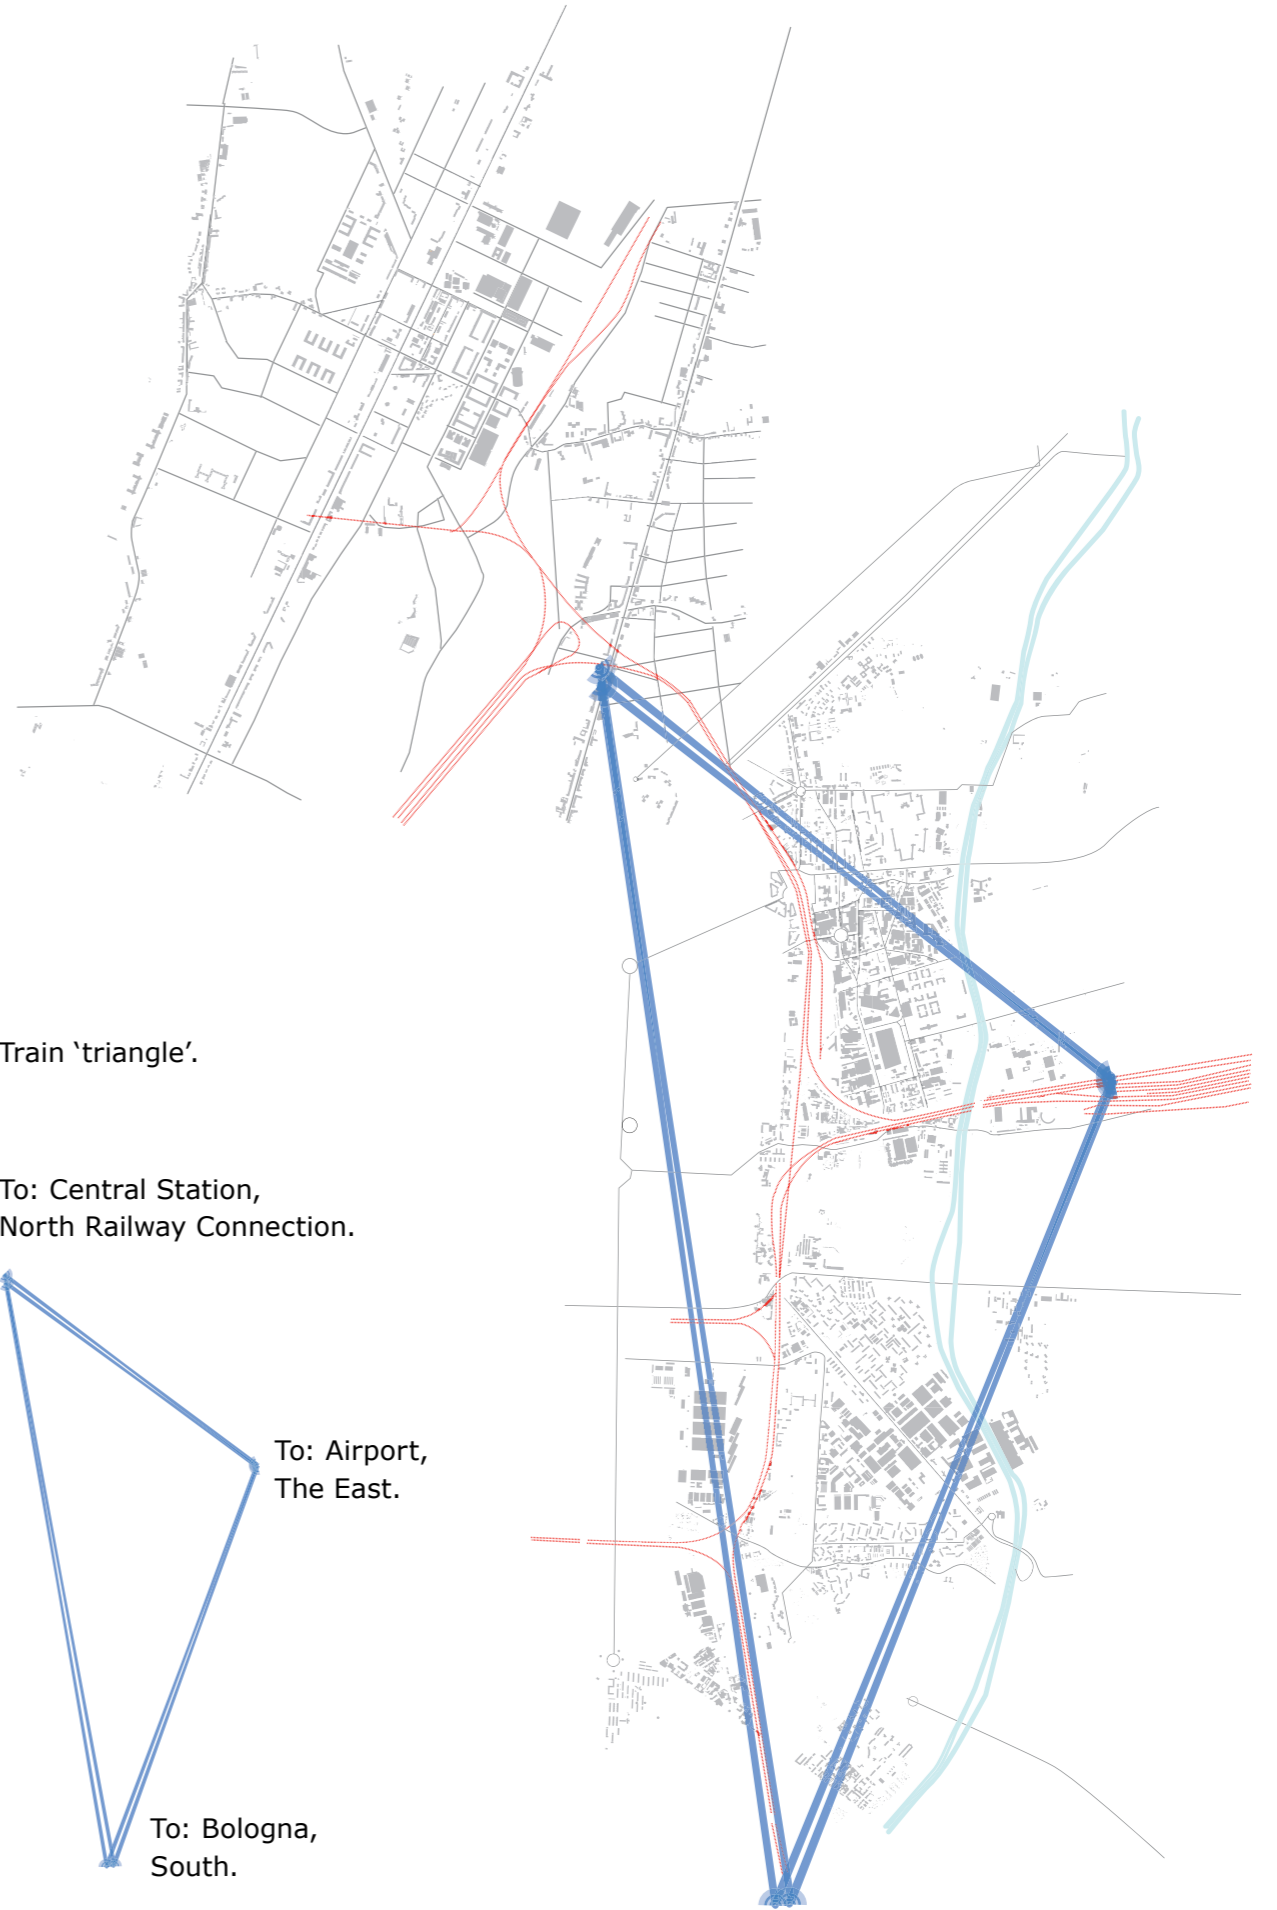 Train ‘triangle’.
To: Central Station,
North Railway Connection.
To: Airport,
The East.
To: Bologna,
South.